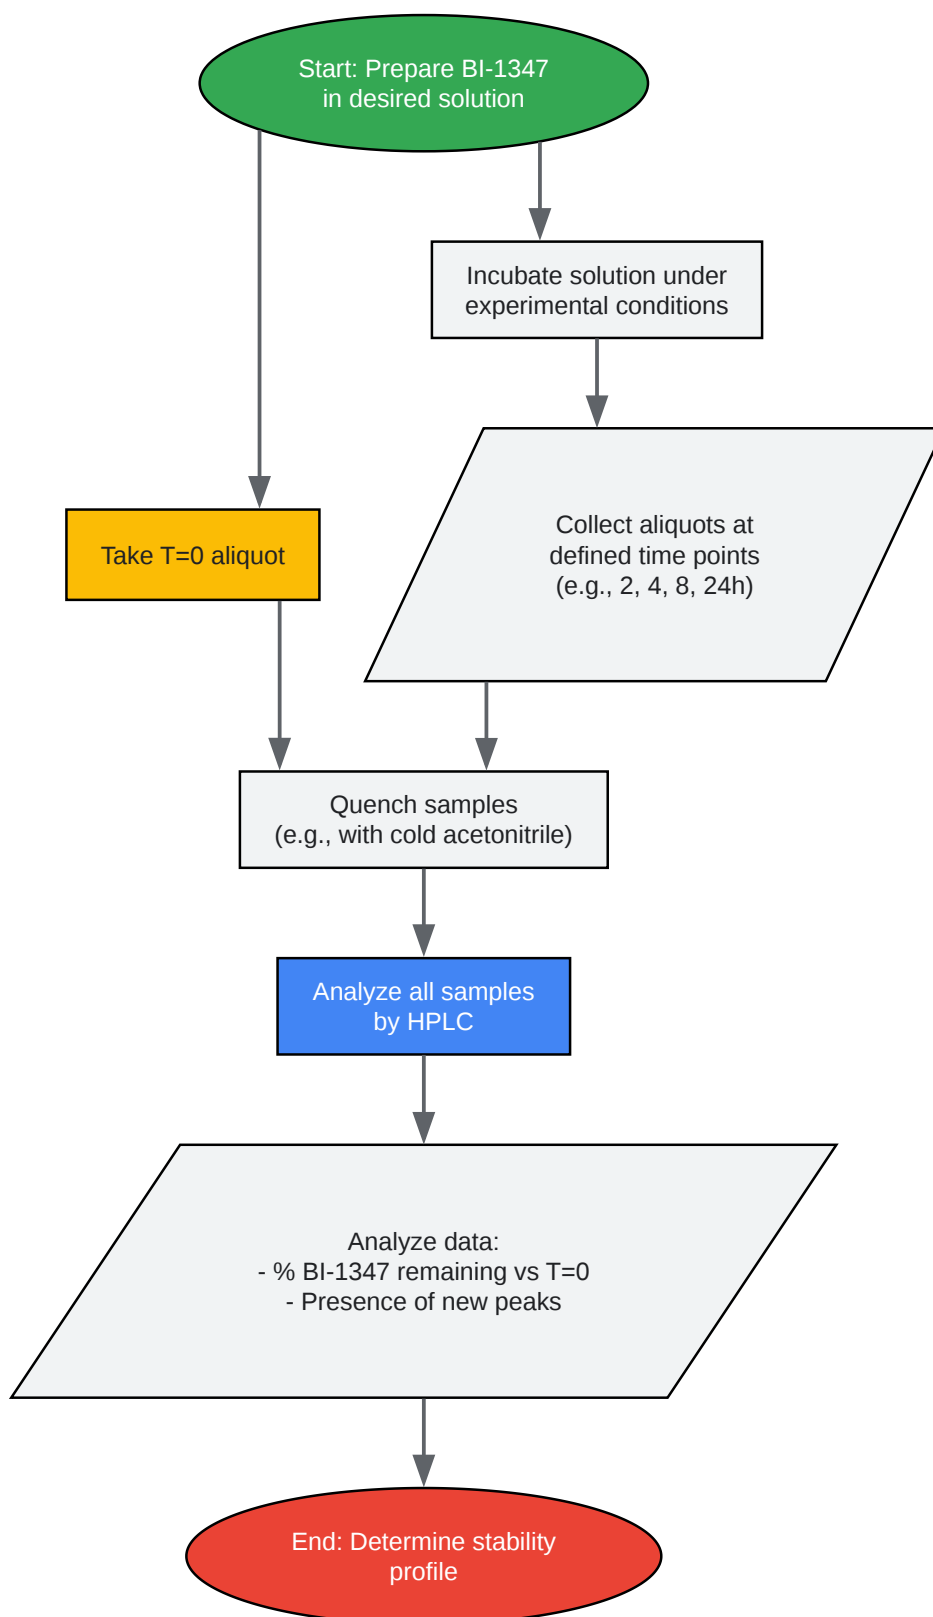 Start: Prepare BI-1347
in desired solution
Incubate solution under
experimental conditions
Collect aliquots at
defined time points
(e.g., 2, 4, 8, 24h)
Take T=0 aliquot
Quench samples
(e.g., with cold acetonitrile)
Analyze all samples
by HPLC
Analyze data:
- % BI-1347 remaining vs T=0
- Presence of new peaks
End: Determine stability
profile